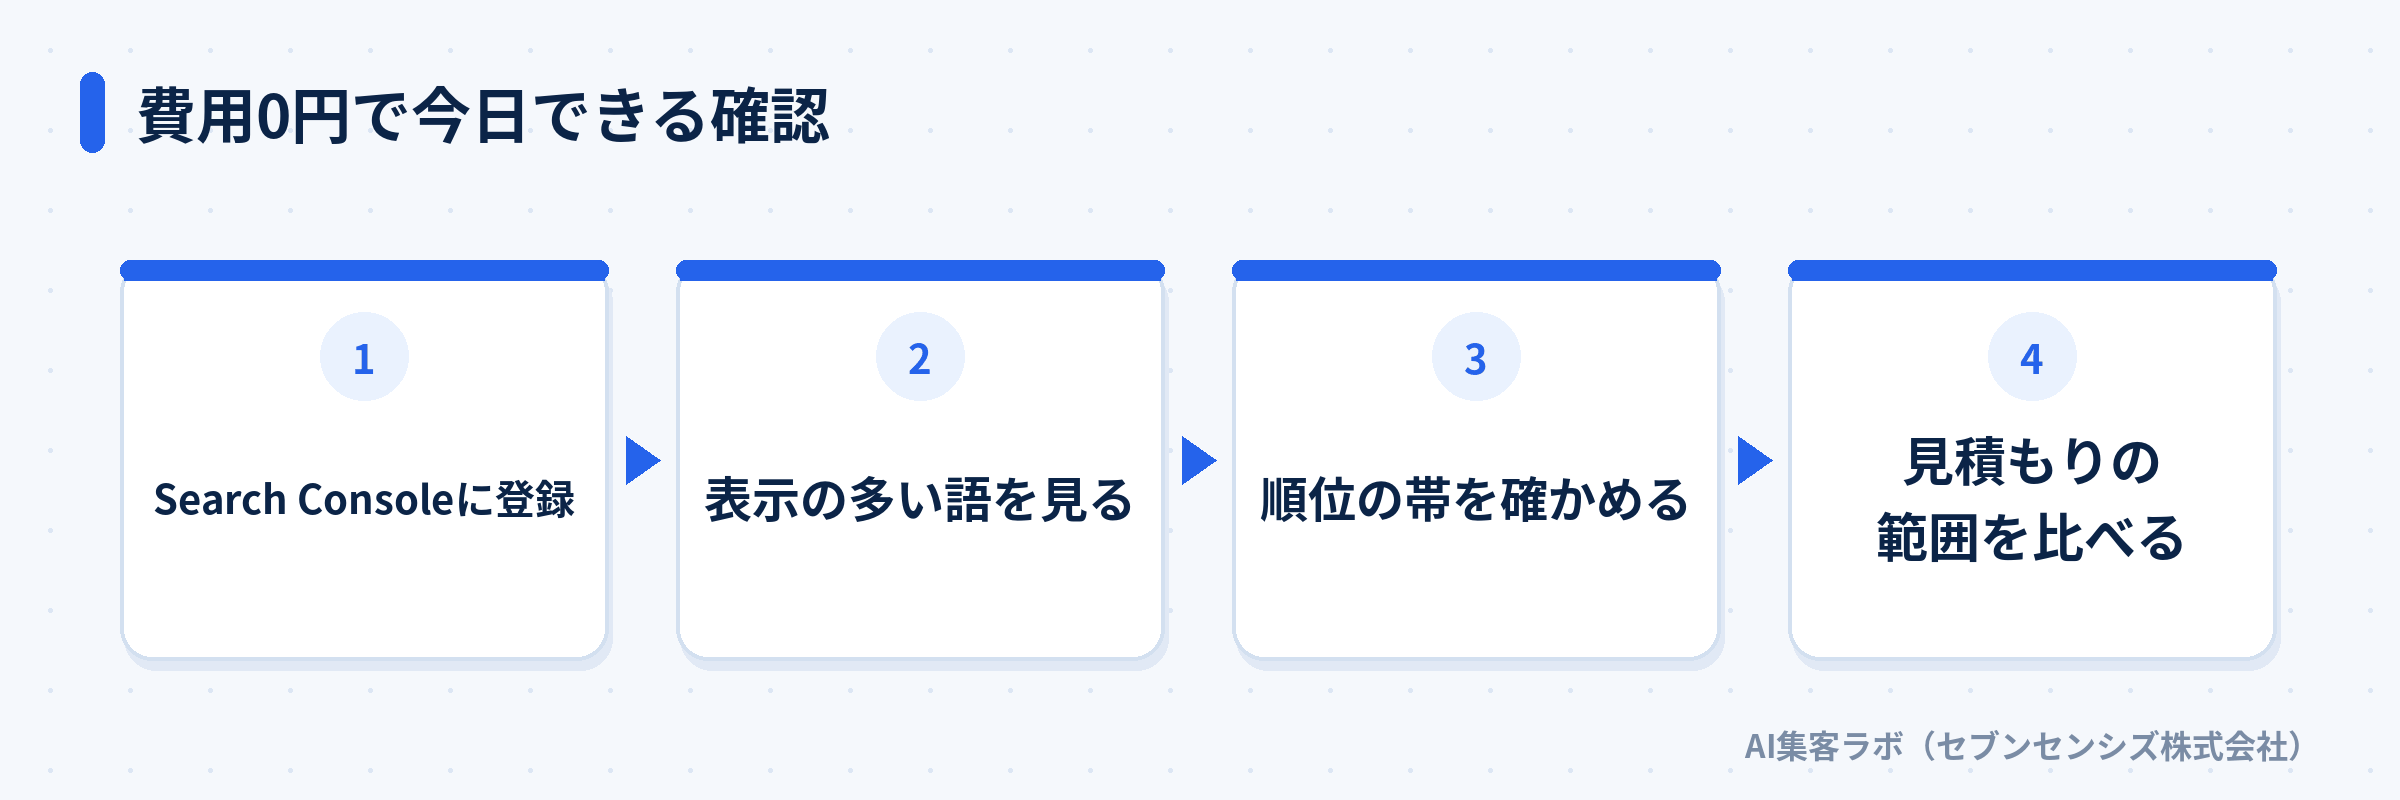 費用0円で今日できる確認
1
Search Consoleに登録
2
表示の多い語を見る
3
順位の帯を確かめる
4
見積もりの
範囲を比べる
AI集客ラボ（セブンセンシズ株式会社）